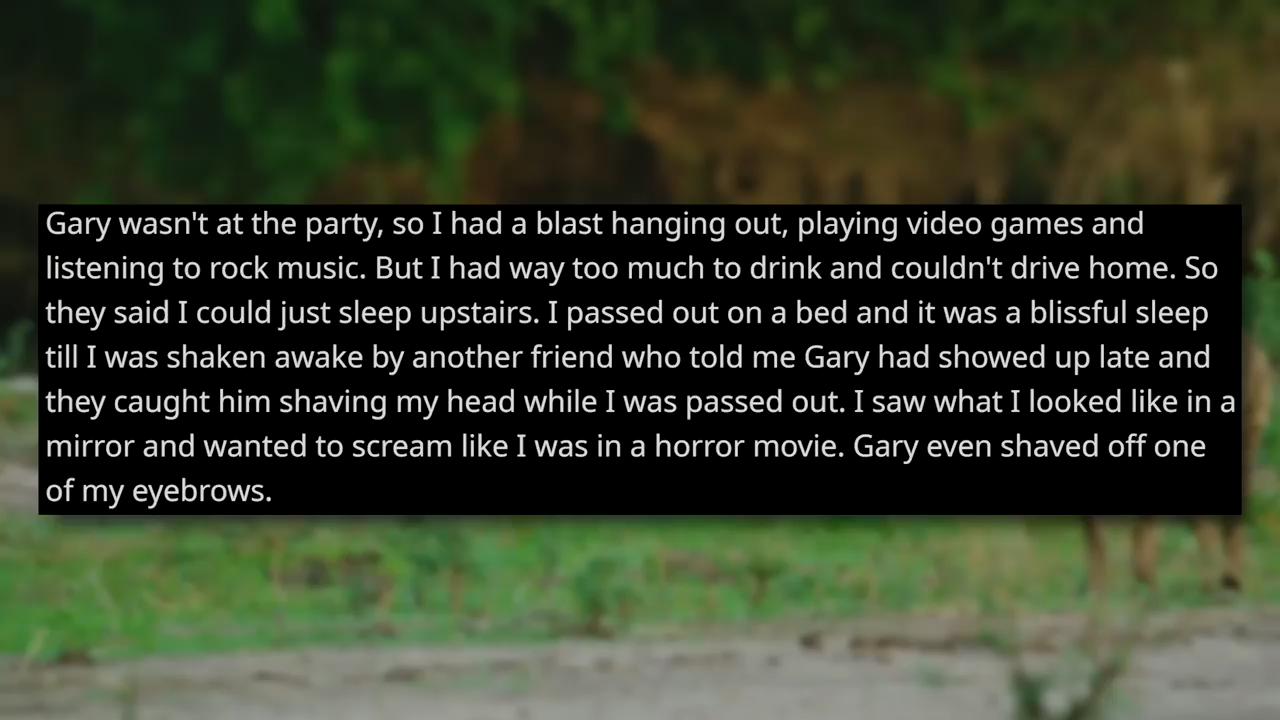 Gary wasn't at the party, so I had a blast hanging out, playing video games and
listening to rock music. But I had way too much to drink and couldn't drive home. So
they said I could just sleep upstairs. I passed out on a bed and it was a blissful sleep
till I was shaken awake by another friend who told me Gary had showed up late and
they caught him shaving my head while I was passed out. I saw what I looked like in a
mirror and wanted to scream like I was in a horror movie. Gary even shaved off one
of my eyebrows.